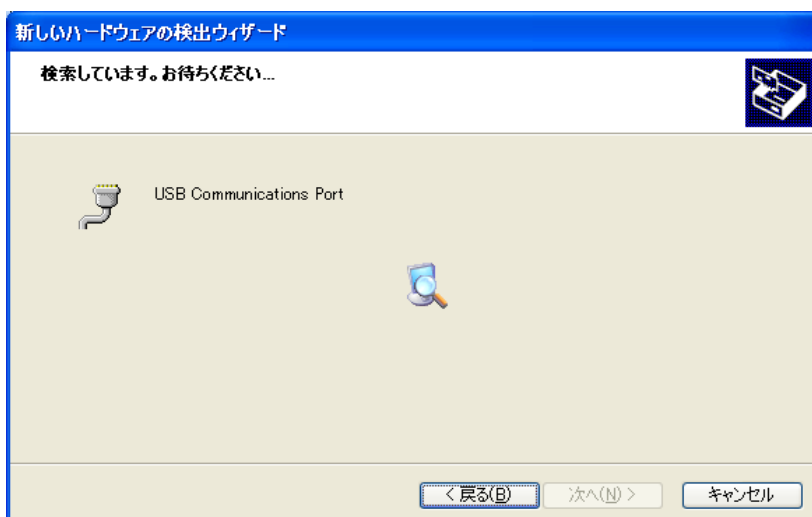 新しいハードウェアの検出ウィザード
検索しています。お待ちください...
USB Communications Port
< 戻る(B)
次へ(N) >
キャンセル